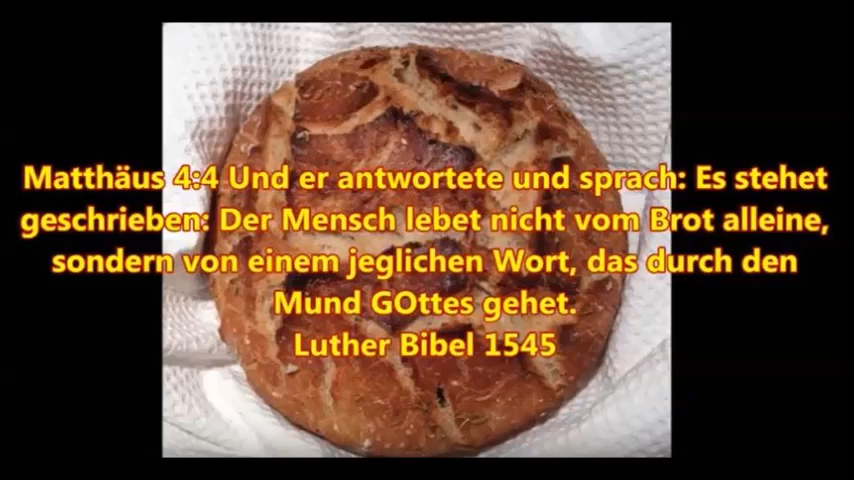 Matthäus 4:4 Und er antwortete und sprach: Es stehet
geschrieben: Der Mensch lebet nicht vom Brot alleine,
sondern von einem jeglichen Wort, das durch den
Mund GOttes gehet.
Luther Bibel 1545